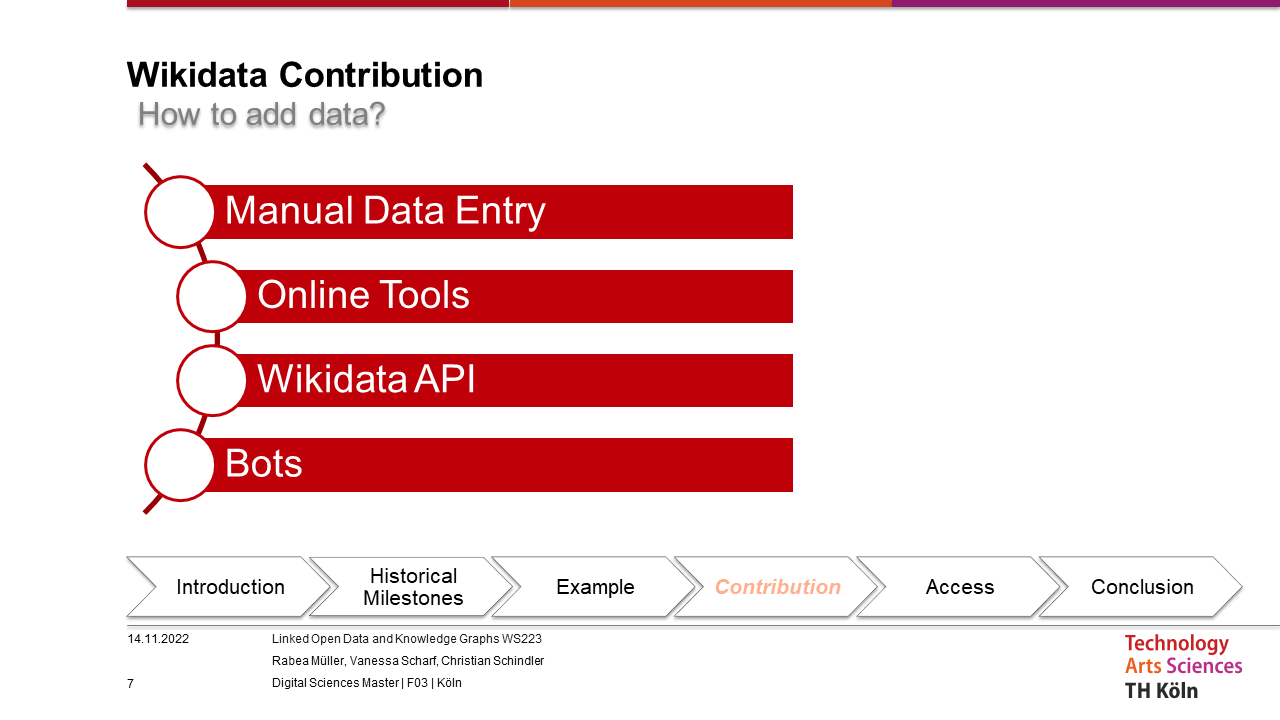 Wikidata Contribution
How to add data?
Manual Data Entry
Online Tools
Wikidata API
Bots
Introduction
Historical
Milestones
Example
Contribution
Access
Conclusion
14.11.2022
Linked Open Data and Knowledge Graphs WS223
Rabea Müller, Vanessa Scharf, Christian Schindler
7
Digital Sciences Master | F03 | Köln
Technology
Arts Sciences
TH Köln